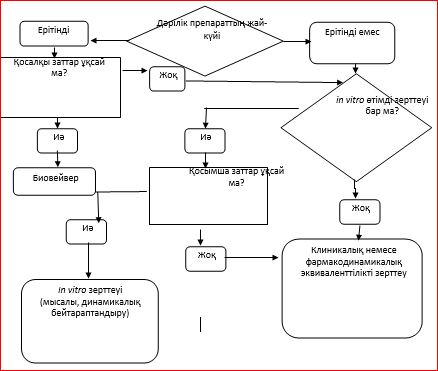 Дәрілік препараттың жай-
күйі
Ерітінді
Ерітінді емес
Қосалқы заттар ұқсай
ма?
Жоқ
in vitro өтімді зерттеуі
бар ма?
Иә
Иә
Биовейвер
Қосымша заттар ұқсай
ма?
Жоқ
Иә
Жоқ
Клиникалық немесе
фармакодинамикалық
эквиваленттілікті зерттеу
in vitro зерттеуі
(мысалы, динамикалық
бейтараптандыру)